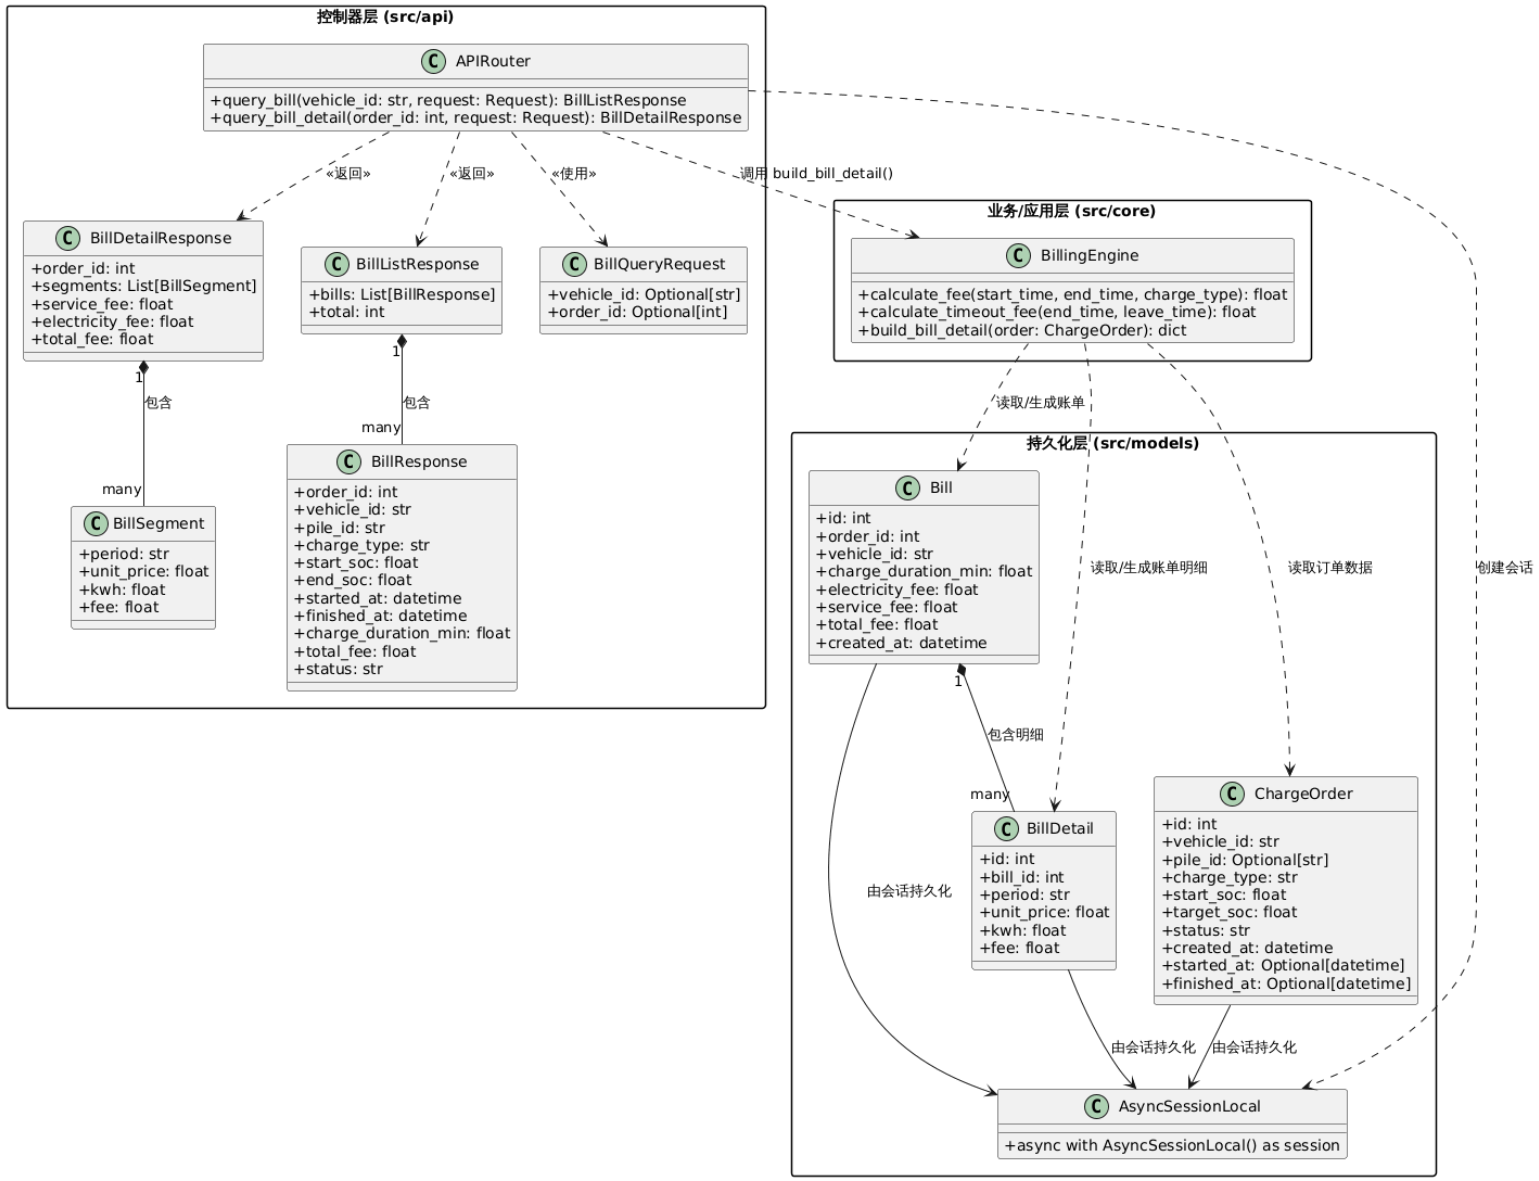 控制器层 (src/api)
C APIRouter
+query_bill(vehicle_id: str, request: Request): BillListResponse
+query_bill_detail(order_id: int, request: Request): BillDetailResponse
«返回»
«返回»
«使用»
调用 build_bill_detail()
业务/应用层 (src/core)
C BillDetailResponse
+order_id: int
+segments: List[BillSegment]
+service_fee: float
+electricity_fee: float
+total_fee: float
C BillListResponse
+bills: List[BillResponse]
+total: int
C BillQueryRequest
+vehicle_id: Optional[str]
+order_id: Optional[int]
C BillingEngine
+calculate_fee(start_time, end_time, charge_type): float
+calculate_timeout_fee(end_time, leave_time): float
+build_bill_detail(order: ChargeOrder): dict
1
包含
many
1
包含
many
读取/生成账单
读取/生成账单明细
读取订单数据
创建会话
C BillSegment
+period: str
+unit_price: float
+kwh: float
+fee: float
C BillResponse
+order_id: int
+vehicle_id: str
+pile_id: str
+charge_type: str
+start_soc: float
+end_soc: float
+started_at: datetime
+finished_at: datetime
+charge_duration_min: float
+total_fee: float
+status: str
持久化层 (src/models)
C Bill
+id: int
+order_id: int
+vehicle_id: str
+charge_duration_min: float
+electricity_fee: float
+service_fee: float
+total_fee: float
+created_at: datetime
1
包含明细
many
C BillDetail
+id: int
+bill_id: int
+period: str
+unit_price: float
+kwh: float
+fee: float
C ChargeOrder
+id: int
+vehicle_id: str
+pile_id: Optional[str]
+charge_type: str
+start_soc: float
+target_soc: float
+status: str
+created_at: datetime
+started_at: Optional[datetime]
+finished_at: Optional[datetime]
由会话持久化
由会话持久化
由会话持久化
C AsyncSessionLocal
+async with AsyncSessionLocal() as session